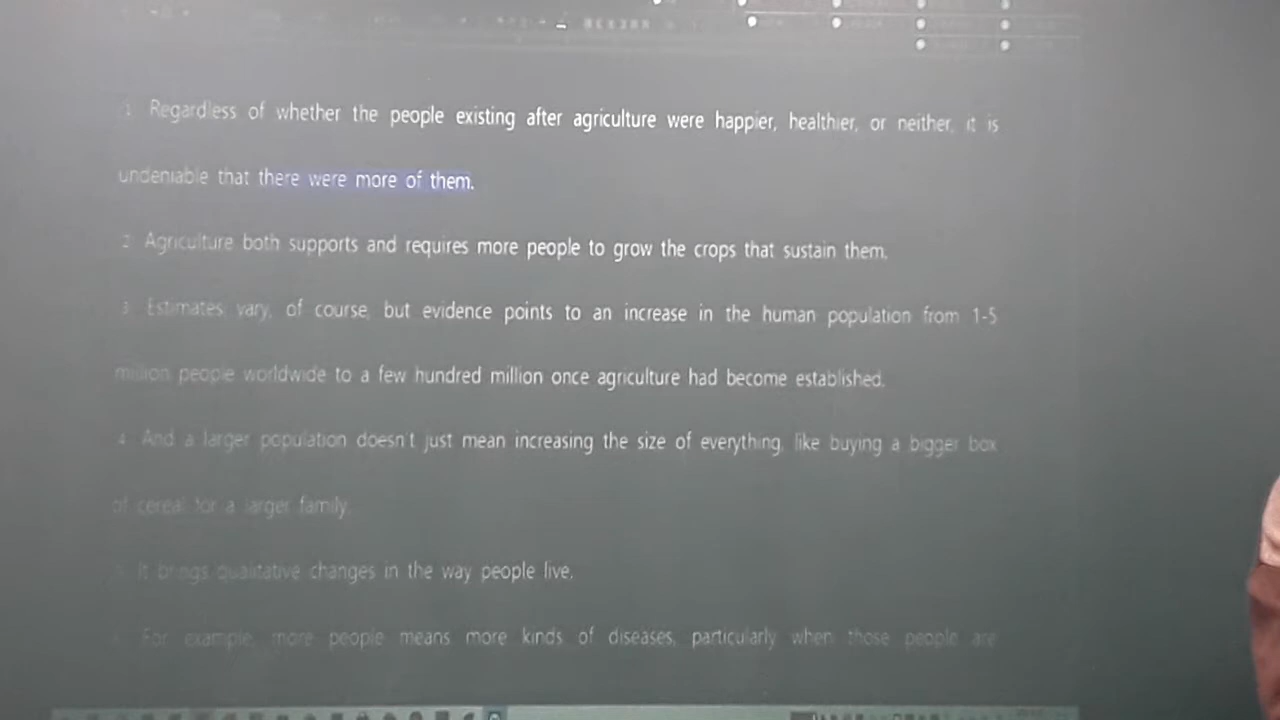 1 Regardless of whether the people existing after agriculture were happier, healthier, or neither, it is
undeniable that there were more of them.
2 Agriculture both supports and requires more people to grow the crops that sustain them.
3 Estimates vary, of course, but evidence points to an increase in the human population from 1-5
million people worldwide to a few hundred million once agriculture had become established.
4 And a larger population doesn't just mean increasing the size of everything, like buying a bigger box
of cereal for a larger family.
It brings qualitative changes in the way people live.
For example, more people means more kinds of diseases, particularly when those people are